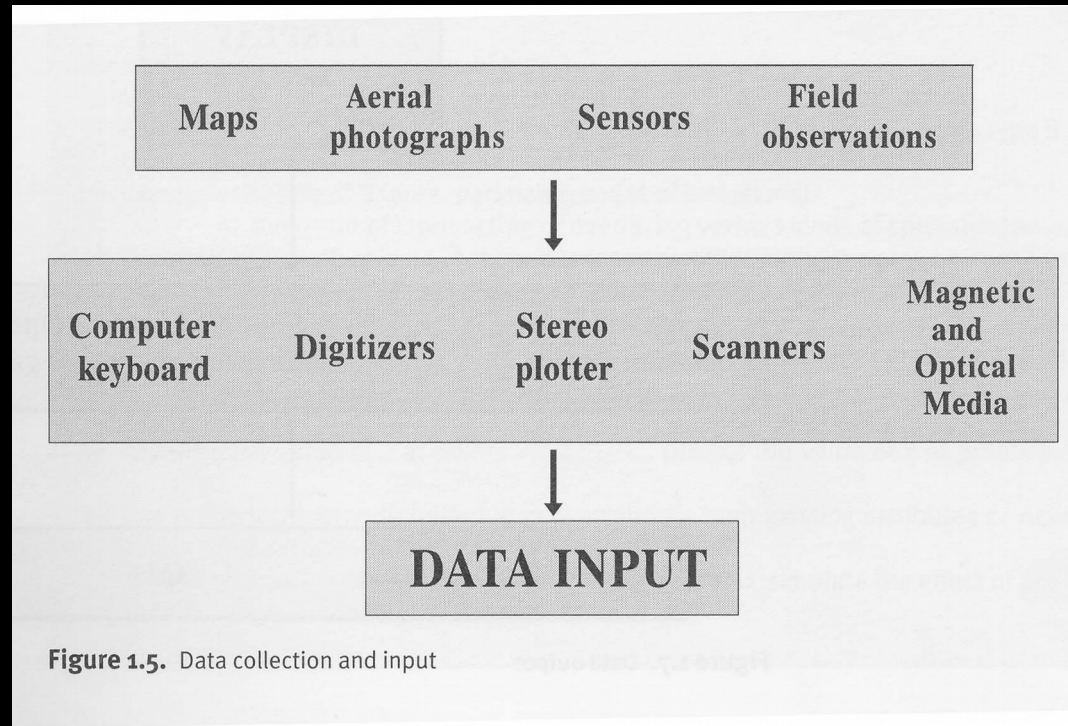 Maps
Aerial
photographs
Sensors
Field
observations
Computer
keyboard
Digitizers
Stereo
plotter
Scanners
Magnetic
and
Optical
Media
DATA INPUT
Figure 1.5. Data collection and input